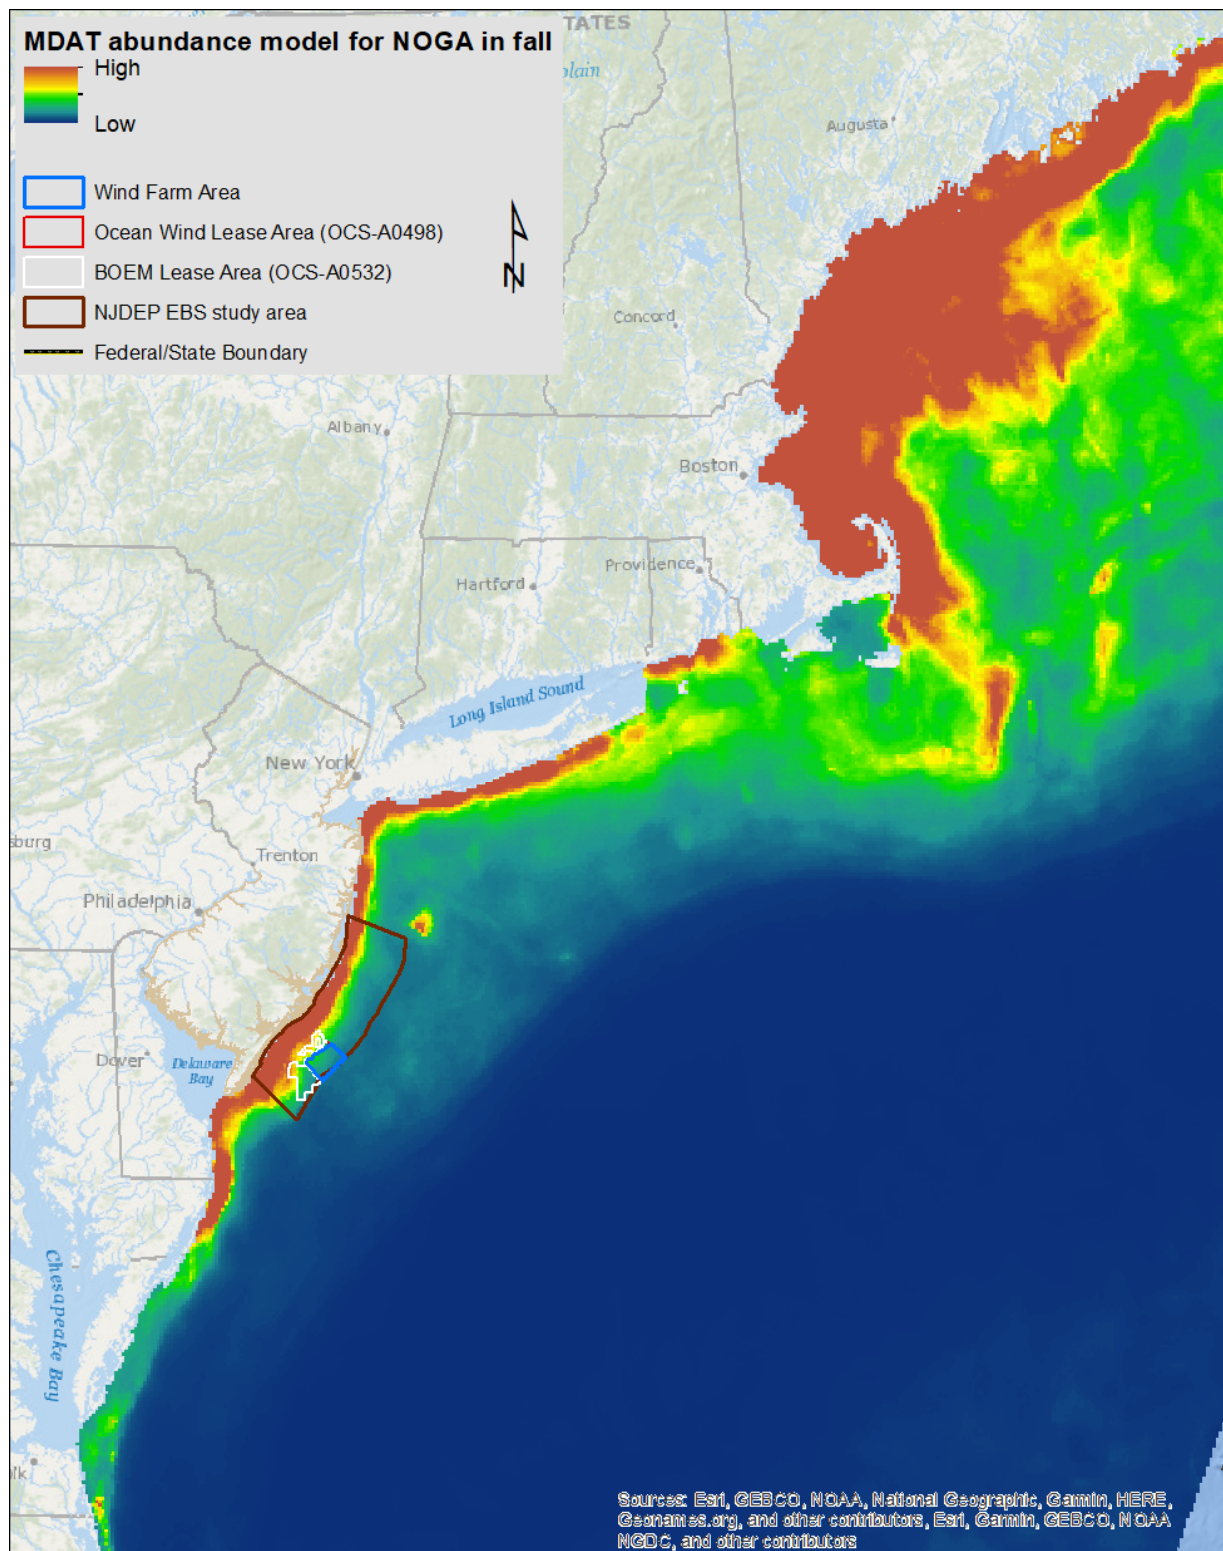 MDAT abundance model for NOGA in fall
High
Low
Wind Farm Area
Ocean Wind Lease Area (OCS-A0498)
BOEM Lease Area (OCS-A0532)
NJDEP EBS study area
Federal/State Boundary
N
TATES
plain
Augusta
Concord
Albany
Boston
Providence
Hartford
Long Island Sound
New York
sburg
Trenton
Philadelphia
Dover
Delaware
Bay
Chesapeake Bay
lk
Sources: Esri, GEBCO, NOAA, National Geographic, Garmin, HERE,
Geonames.org, and other contributors, Esri, Garmin, GEBCO, NOAA
NGDC, and other contributors